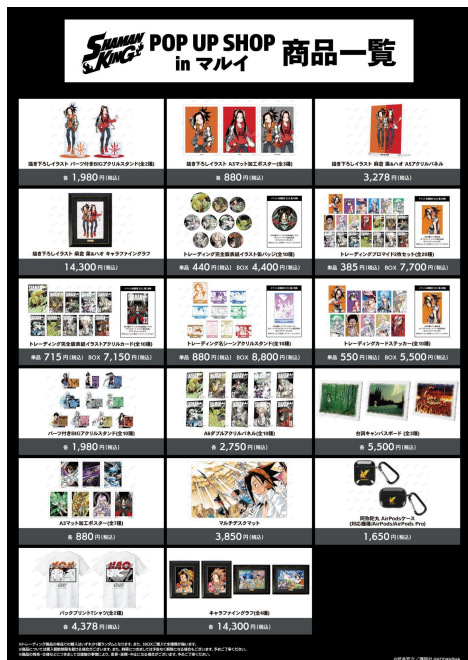 SHAMAN KING
POP UP SHOP
in マルイ
商品一覧
描き下ろしイラスト パーツ付きBIGアクリルスタンド(全2種)
各 1,980円(税込)
描き下ろしイラスト A3マット加工ポスター(全3種)
各 880円(税込)
描き下ろしイラスト 麻倉 葉&ハオ A5アクリルパネル
3,278円(税込)
描き下ろしイラスト 麻倉 葉&ハオ キャラファイングラフ
14,300円(税込)
トレーディング完全版表紙イラスト缶バッジ(全10種)
単品 440円(税込) BOX 4,400円(税込)
トレーディングブロマイド2枚セット(全20種)
単品 385円(税込) BOX 7,700円(税込)
トレーディング完全版表紙イラストアクリルカード(全10種)
単品 715円(税込) BOX 7,150円(税込)
トレーディング名シーンアクリルスタンド(全10種)
単品 880円(税込) BOX 8,800円(税込)
トレーディングカードステッカー(全10種)
単品 550円(税込) BOX 5,500円(税込)
パーツ付きBIGアクリルスタンド(全10種)
各 1,980円(税込)
A6ダブルアクリルパネル(全10種)
各 2,750円(税込)
台詞キャンバスボード (全3種)
各 5,500円(税込)
A3マット加工ポスター(全7種)
各 880円(税込)
マルチデスクマット
3,850円(税込)
阿弥陀丸 AirPodsケース
(対応機種/AirPods/AirPods Pro)
1,650円(税込)
バックプリントTシャツ(全2種)
各 4,378円(税込)
キャラファイングラフ(全4種)
各 14,300円(税込)